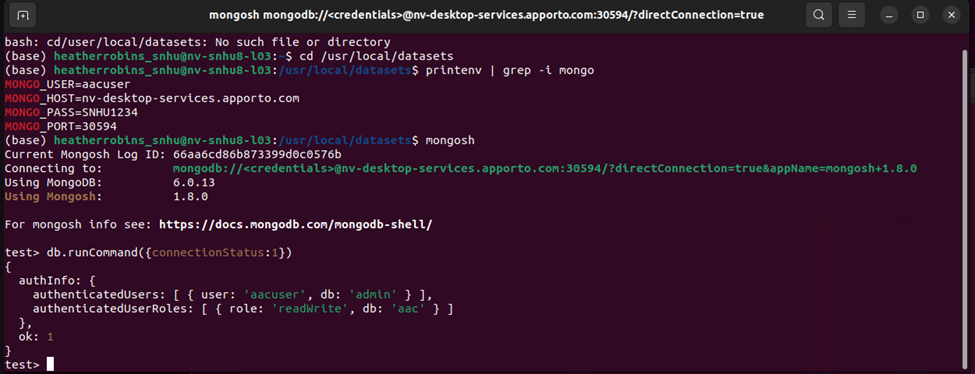 mongosh mongodb://<credentials>@nv-desktop-services.apporto.com:30594/?directConnection=true
bash: cd/user/local/datasets: No such file or directory
(base) heatherrobins_snhu@nv-snhu8-l03:~$ cd /usr/local/datasets
(base) heatherrobins_snhu@nv-snhu8-l03:/usr/local/datasets$ printenv | grep -i mongo
MONGO_USER=aacuser
MONGO_HOST=nv-desktop-services.apporto.com
MONGO_PASS=SNHU1234
MONGO_PORT=30594
(base) heatherrobins_snhu@nv-snhu8-l03:/usr/local/datasets$ mongosh
Current Mongosh Log ID: 66aa6cd86b873399d0c0576b
Connecting to:          mongodb://<credentials>@nv-desktop-services.apporto.com:30594/?directConnection=true&appName=mongosh+1.8.0
Using MongoDB:          6.0.13
Using Mongosh:          1.8.0
For mongosh info see: https://docs.mongodb.com/mongodb-shell/
test> db.runCommand({connectionStatus:1})
{
  authInfo: {
    authenticatedUsers: [ { user: 'aacuser', db: 'admin' } ],
    authenticatedUserRoles: [ { role: 'readWrite', db: 'aac' } ]
  },
  ok: 1
}
test>